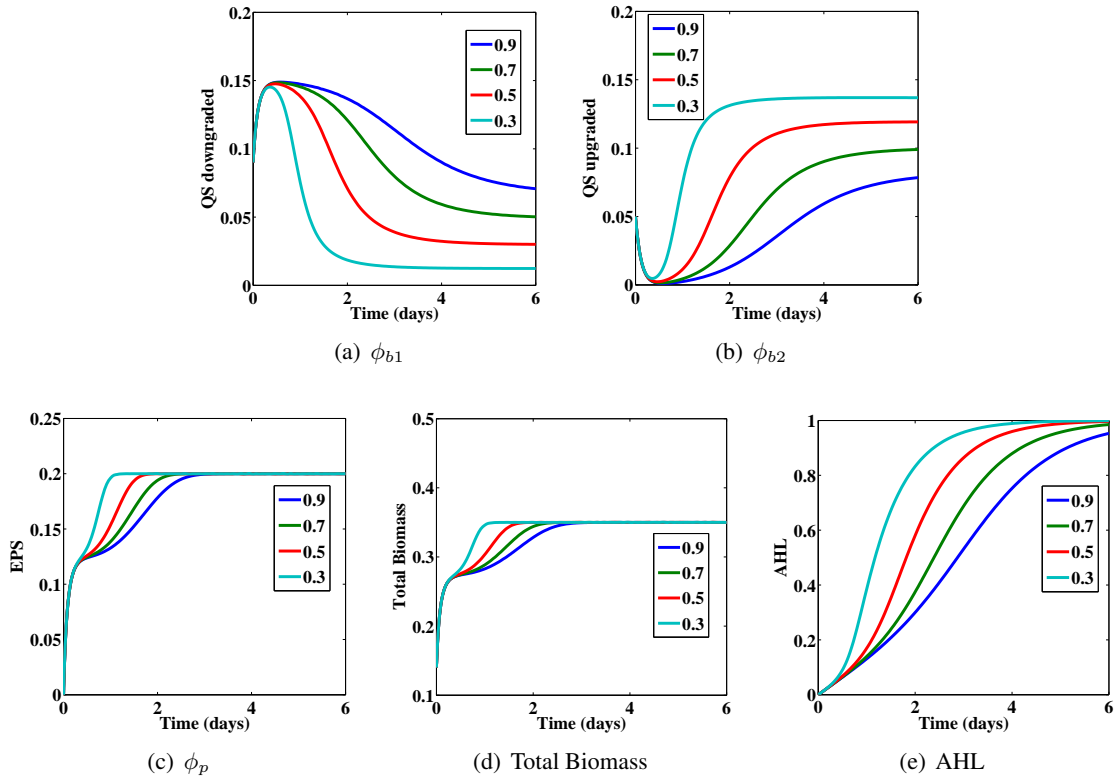 0.2
0.15
0.1
0.05
0
QS downgraded
0.9
0.7
0.5
0.3
0 2 4 6
Time (days)
(a) ϕb1
0.2
0.15
0.1
0.05
0
QS upgraded
0.9
0.7
0.5
0.3
0 2 4 6
Time (days)
(b) ϕb2
0.25
0.2
0.15
0.1
0.05
0
EPS
0.9
0.7
0.5
0.3
0 2 4 6
Time (days)
(c) ϕp
0.5
0.4
0.3
0.2
0.1
Total Biomass
0.9
0.7
0.5
0.3
0 2 4 6
Time (days)
(d) Total Biomass
1
0.8
0.6
0.4
0.2
0
AHL
0.9
0.7
0.5
0.3
0 2 4 6
Time (days)
(e) AHL